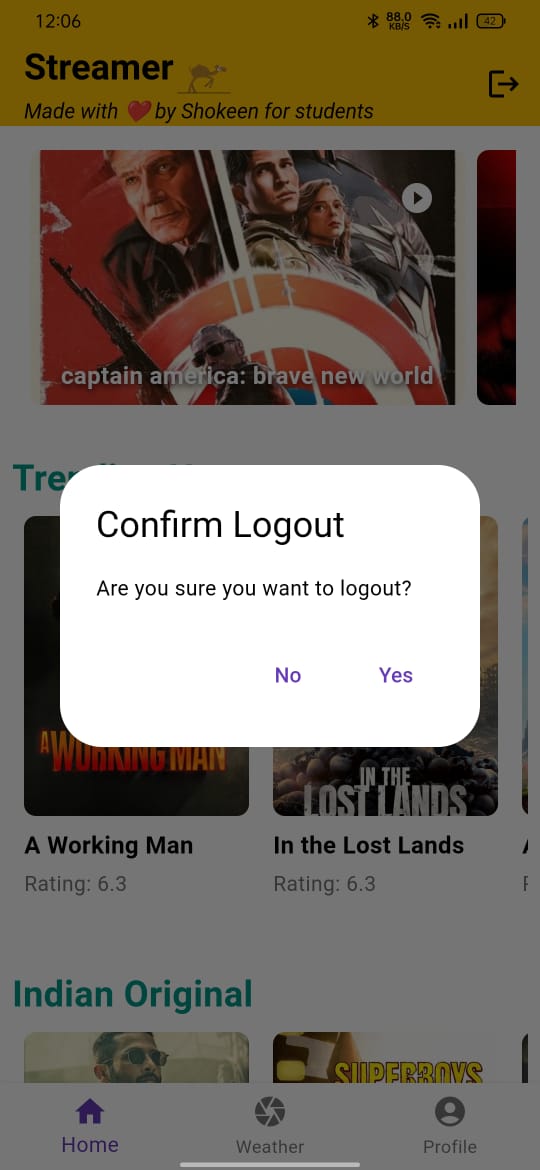 12:06
88.0
KB/S
42
Streamer
Made with ❤️ by Shokeen for students
captain america: brave new world
Confirm Logout
Are you sure you want to logout?
No
Yes
A WORKING MAN
IN THE
LOST LANDS
A Working Man
In the Lost Lands
Rating: 6.3
Rating: 6.3
Indian Original
SUPERBOYS
Home
Weather
Profile